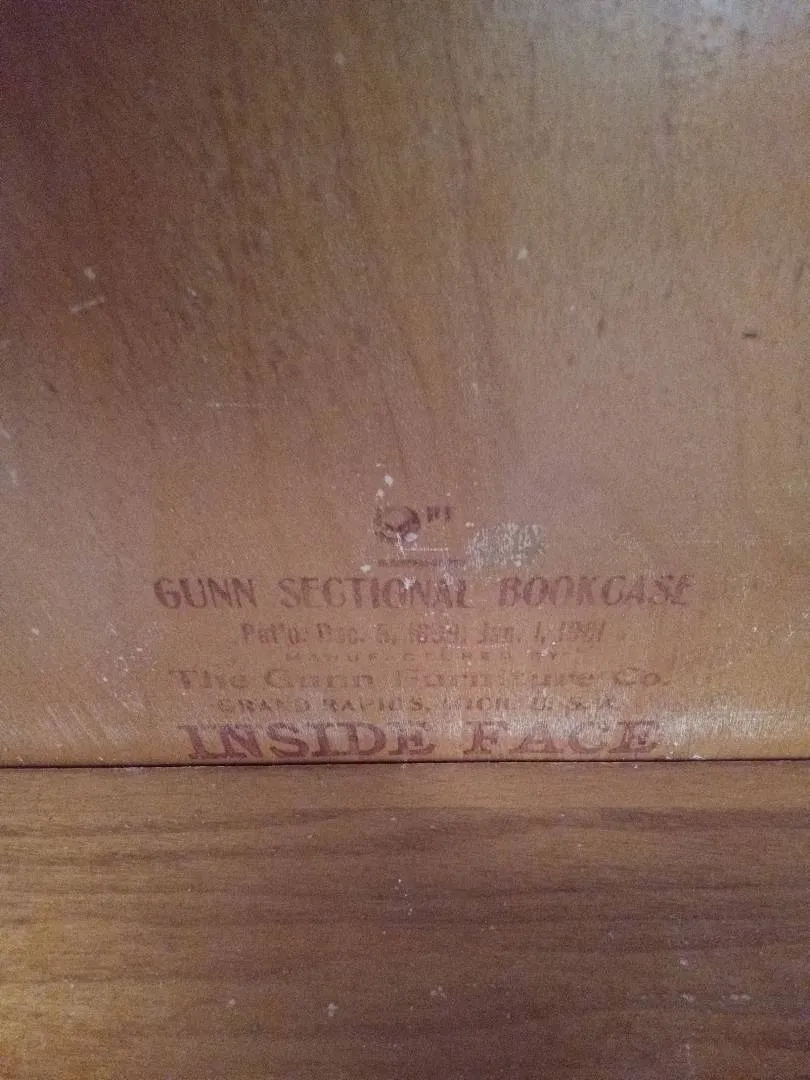 GUNN SECTIONAL BOOKCASE
Pat'd: Dec. 5, 1899; Jan. 1, 1901
MANUFACTURED BY
The Gunn Furniture Co.
GRAND RAPIDS, MICH. U.S.A.
INSIDE FACE